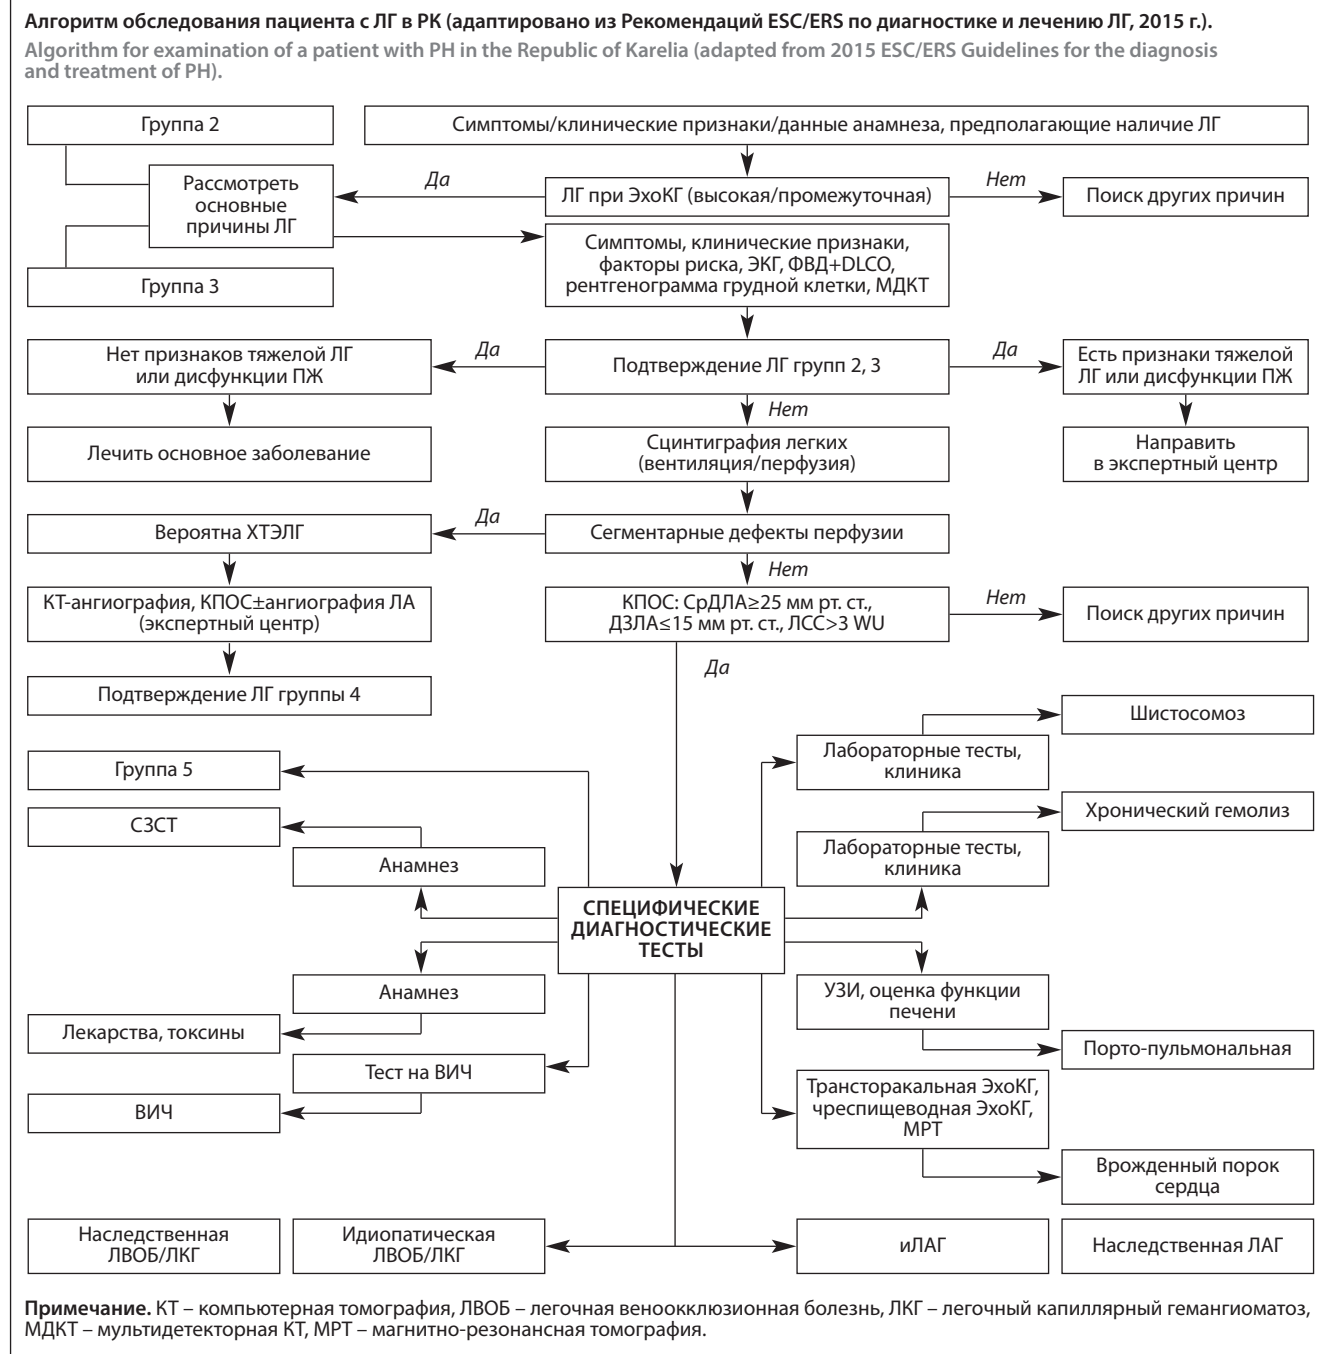 Алгоритм обследования пациента с ЛГ в РК (адаптировано из Рекомендаций ESC/ERS по диагностике и лечению ЛГ, 2015 г.).
Algorithm for examination of a patient with PH in the Republic of Karelia (adapted from 2015 ESC/ERS Guidelines for the diagnosis
and treatment of PH).
Группа 2
Симптомы/клинические признаки/данные анамнеза, предполагающие наличие ЛГ
Рассмотреть
основные
причины ЛГ
Да
ЛГ при ЭхоКГ (высокая/промежуточная)
Нет
Поиск других причин
Группа 3
Симптомы, клинические признаки,
факторы риска, ЭКГ, ФВД+DLCO,
рентгенограмма грудной клетки, МДКТ
Нет признаков тяжелой ЛГ
или дисфункции ПЖ
Да
Подтверждение ЛГ групп 2, 3
Да
Есть признаки тяжелой
ЛГ или дисфункции ПЖ
Нет
Лечить основное заболевание
Сцинтиграфия легких
(вентиляция/перфузия)
Направить
в экспертный центр
Вероятна ХТЭЛГ
Да
Сегментарные дефекты перфузии
Нет
КТ-ангиография, КПОС±ангиография ЛА
(экспертный центр)
КПОС: СрДЛА≥25 мм рт. ст.,
ДЗЛА≤15 мм рт. ст., ЛСС>3 WU
Нет
Поиск других причин
Да
Подтверждение ЛГ группы 4
Шистосомоз
Лабораторные тесты,
клиника
Группа 5
Хронический гемолиз
СЗСТ
Анамнез
Лабораторные тесты,
клиника
СПЕЦИФИЧЕСКИЕ
ДИАГНОСТИЧЕСКИЕ
ТЕСТЫ
Анамнез
УЗИ, оценка функции
печени
Лекарства, токсины
Порто-пульмональная
Тест на ВИЧ
Трансторакальная ЭхоКГ,
чреспищеводная ЭхоКГ,
МРТ
ВИЧ
Врожденный порок
сердца
Наследственная
ЛВОБ/ЛКГ
Идиопатическая
ЛВОБ/ЛКГ
иЛАГ
Наследственная ЛАГ
Примечание. КТ – компьютерная томография, ЛВОБ – легочная веноокклюзионная болезнь, ЛКГ – легочный капиллярный гемангиоматоз,
МДКТ – мультидетекторная КТ, МРТ – магнитно-резонансная томография.